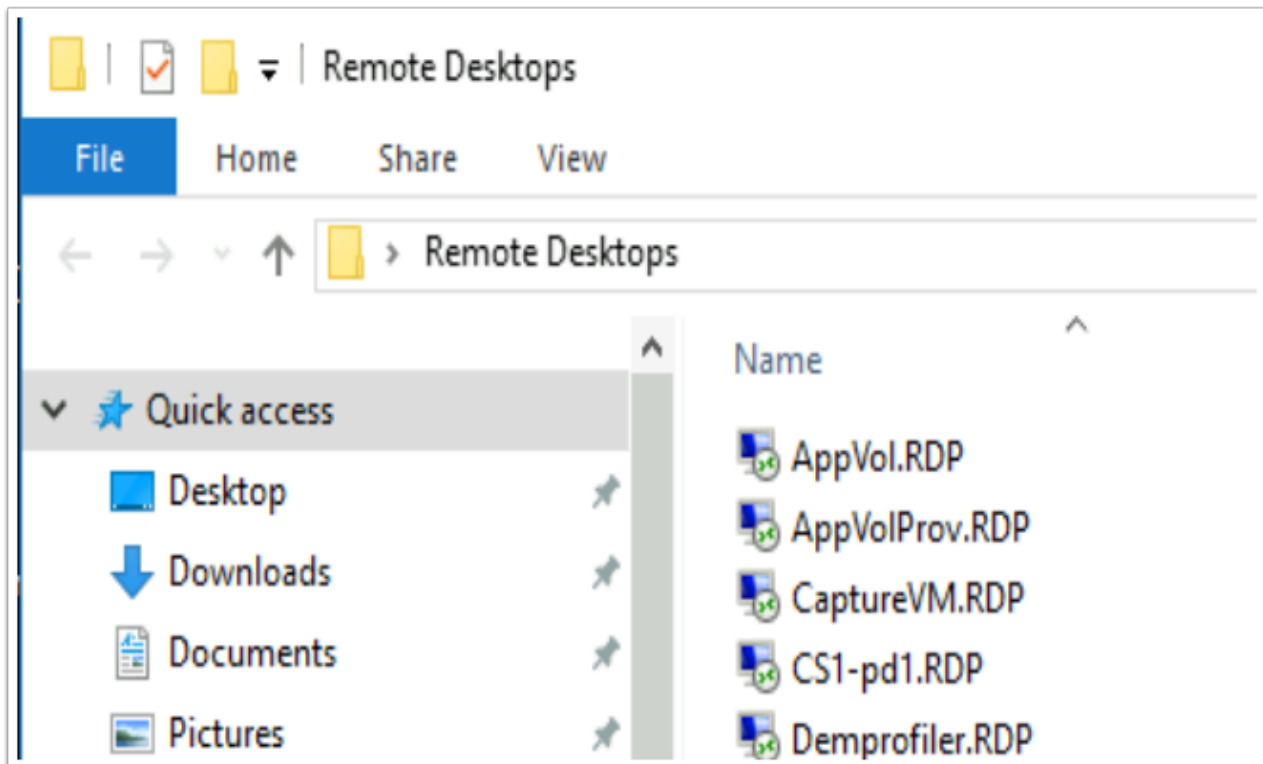 Remote Desktops
File Home Share View
Remote Desktops
Name
Quick access
Desktop
Downloads
Documents
Pictures
AppVol.RDP
AppVolProv.RDP
CaptureVM.RDP
CS1-pd1.RDP
Demprofiler.RDP